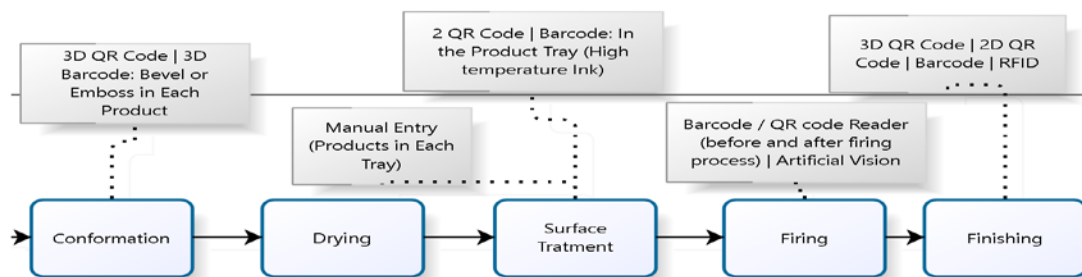 3D QR Code | 3D
Barcode: Bevel or
Emboss in Each
Product
2 QR Code | Barcode: In
the Product Tray (High
temperature Ink)
3D QR Code | 2D QR
Code | Barcode | RFID
Manual Entry
(Products in Each
Tray)
Barcode / QR code Reader
(before and after firing
process) | Artificial Vision
Conformation
Drying
Surface
Tratment
Firing
Finishing